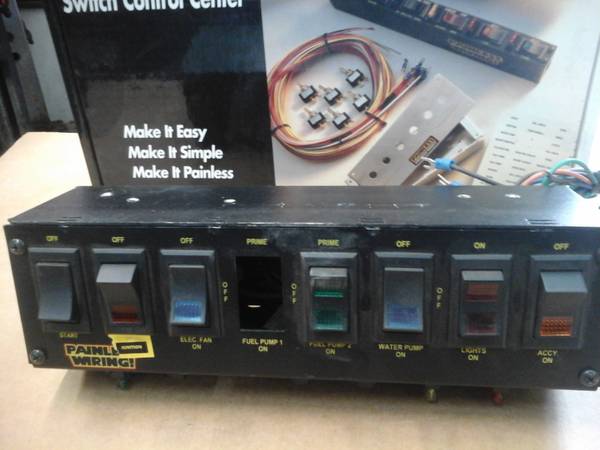 Switch Control Center
Make It Easy
Make It Simple
Make It Painless
OFF
OFF
OFF
PRIME
PRIME
OFF
ON
OFF
OFF
OFF
OFF
START
PAINLESS
WIRING!
IGNITION
ELEC. FAN
ON
FUEL PUMP 1
ON
FUEL PUMP 2
ON
WATER PUMP
ON
LIGHTS
ON
ACCY.
ON